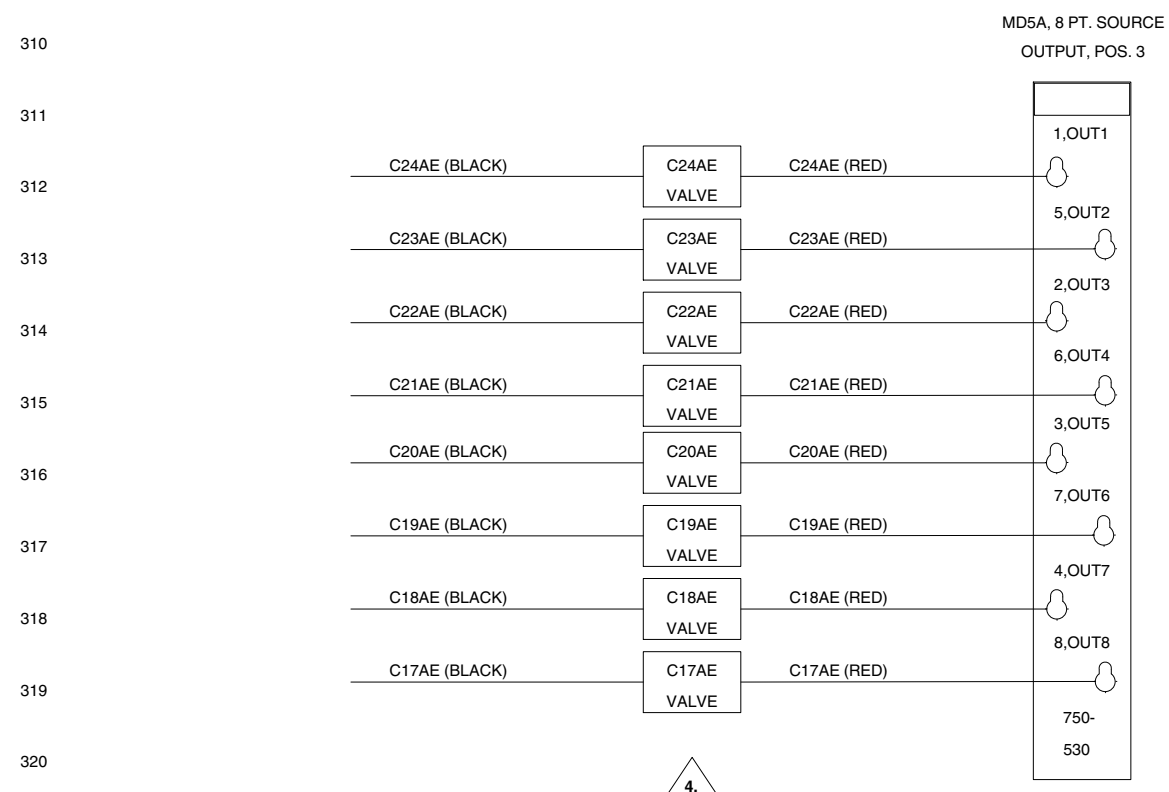 MD5A, 8 PT. SOURCE
310
OUTPUT, POS. 3
311
1,OUT1
C24AE (BLACK) C24AE C24AE (RED)
312
VALVE
5,OUT2
C23AE (BLACK) C23AE C23AE (RED)
313
VALVE
2,OUT3
C22AE (BLACK) C22AE C22AE (RED)
314
VALVE
6,OUT4
C21AE (BLACK) C21AE C21AE (RED)
315
VALVE
3,OUT5
C20AE (BLACK) C20AE C20AE (RED)
316
VALVE
7,OUT6
C19AE (BLACK) C19AE C19AE (RED)
317
VALVE
4,OUT7
C18AE (BLACK) C18AE C18AE (RED)
318
VALVE
8,OUT8
C17AE (BLACK) C17AE C17AE (RED)
319
VALVE
750-
530
320
4.